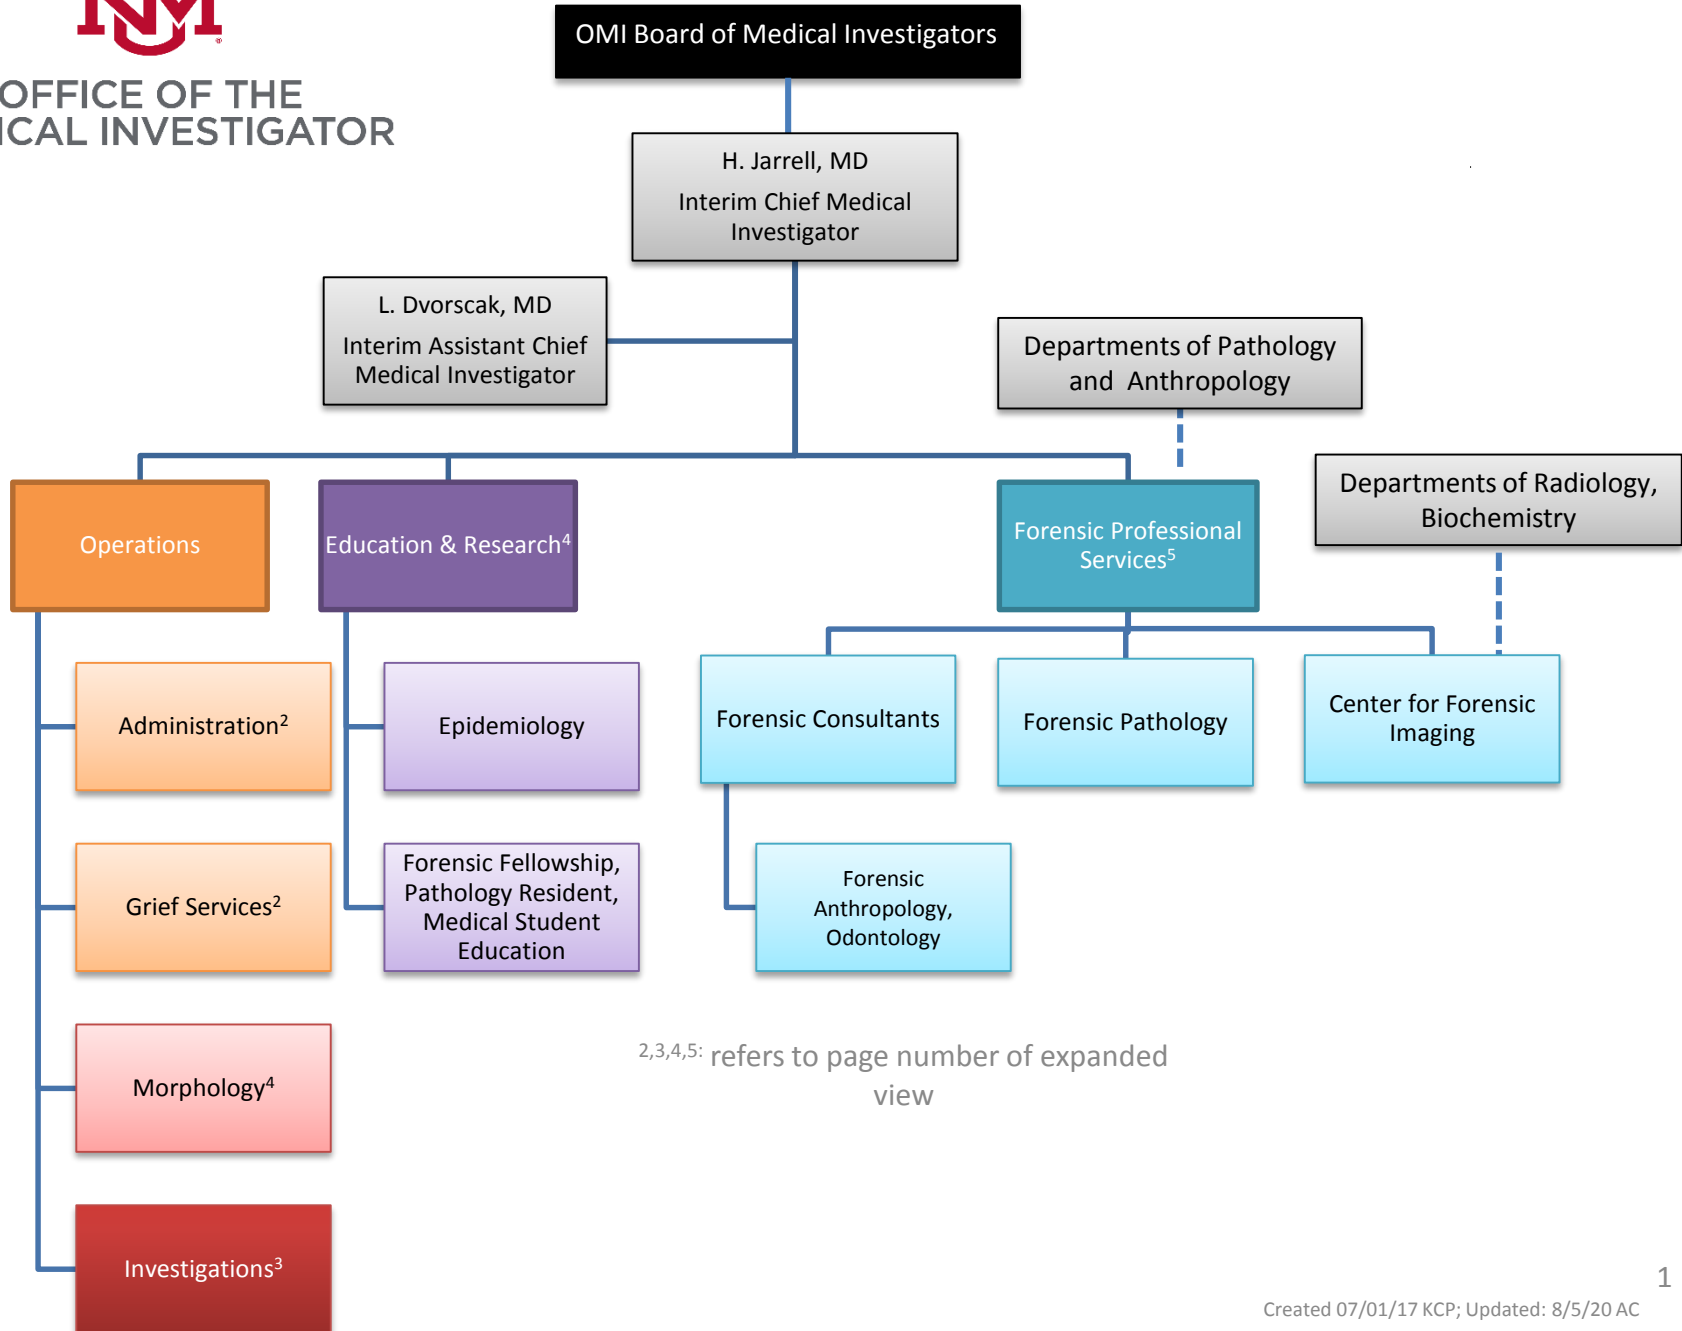 OMI Board of Medical Investigators
OFFICE OF THE
ICAL INVESTIGATOR
H. Jarrell, MD
Interim Chief Medical
Investigator
L. Dvorscak, MD
Interim Assistant Chief
Medical Investigator
Departments of Pathology
and Anthropology
Departments of Radiology,
Biochemistry
Operations
Education & Research⁴
Forensic Professional
Services⁵
Administration²
Epidemiology
Forensic Consultants
Forensic Pathology
Center for Forensic
Imaging
Grief Services²
Forensic Fellowship,
Pathology Resident,
Medical Student
Education
Forensic
Anthropology,
Odontology
Morphology⁴
2,3,4,5: refers to page number of expanded
view
Investigations³
1
Created 07/01/17 KCP; Updated: 8/5/20 AC